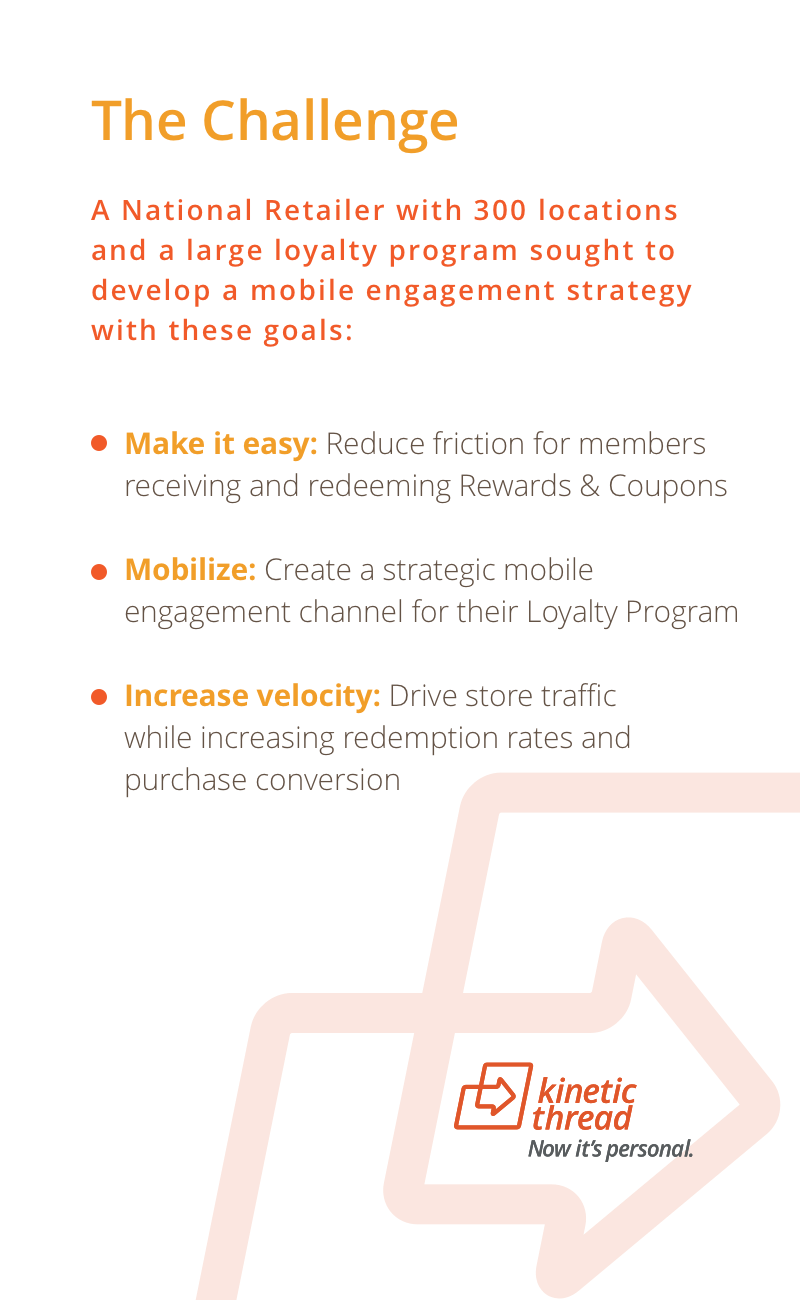 The Challenge
A National Retailer with 300 locations
and a large loyalty program sought to
develop a mobile engagement strategy
with these goals:
Make it easy: Reduce friction for members
receiving and redeeming Rewards & Coupons
Mobilize: Create a strategic mobile
engagement channel for their Loyalty Program
Increase velocity: Drive store traffic
while increasing redemption rates and
purchase conversion
kinetic
thread
Now it's personal.